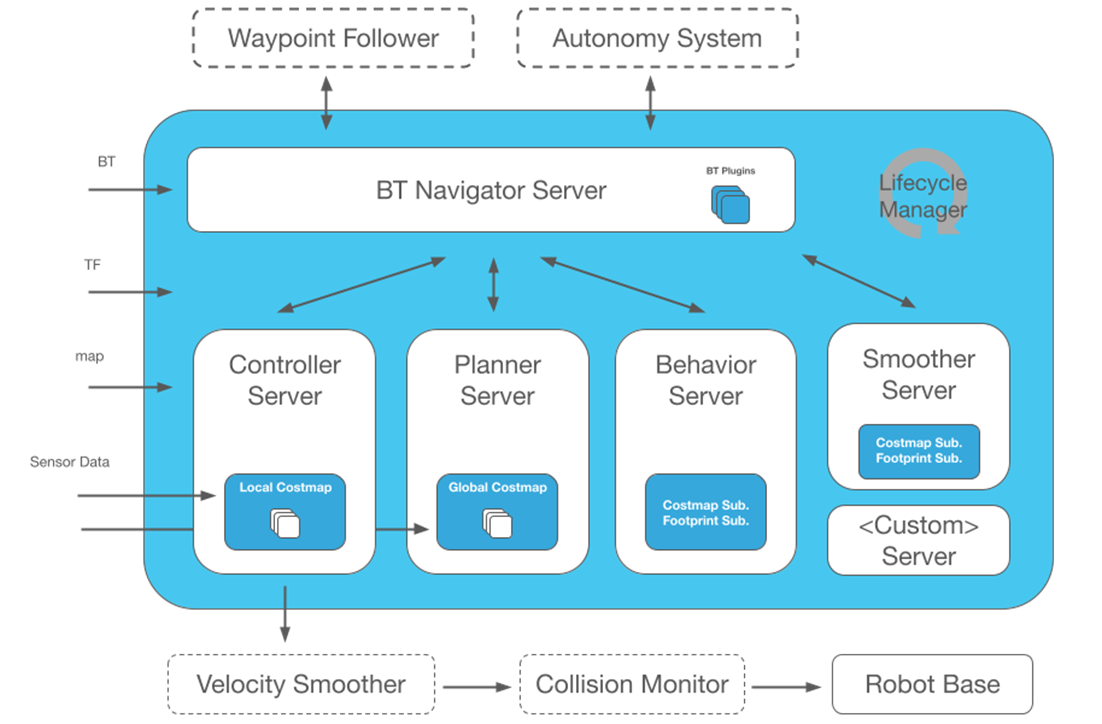 Waypoint Follower
Autonomy System
BT
BT Plugins
BT Navigator Server
Lifecycle
Manager
TF
map
Sensor Data
Controller
Server
Local Costmap
Planner
Server
Global Costmap
Behavior
Server
Costmap Sub.
Footprint Sub.
Smoother
Server
Costmap Sub.
Footprint Sub.
<Custom>
Server
Velocity Smoother
Collision Monitor
Robot Base